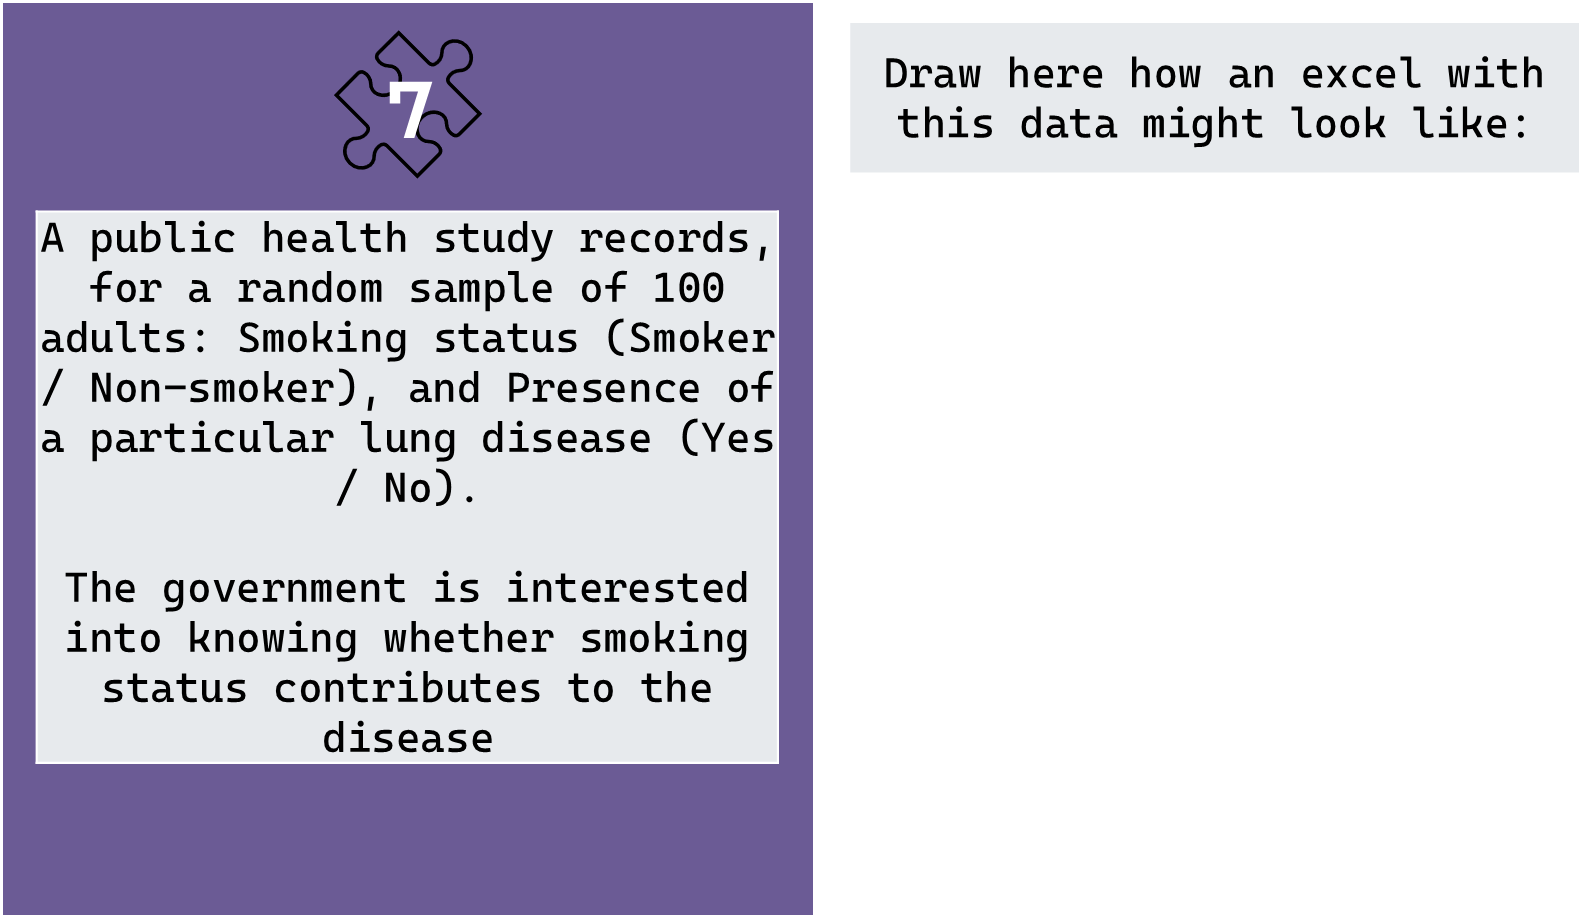 7
A public health study records,
for a random sample of 100
adults: Smoking status (Smoker
/ Non-smoker), and Presence of
a particular lung disease (Yes
/ No).
The government is interested
into knowing whether smoking
status contributes to the
disease
Draw here how an excel with
this data might look like: